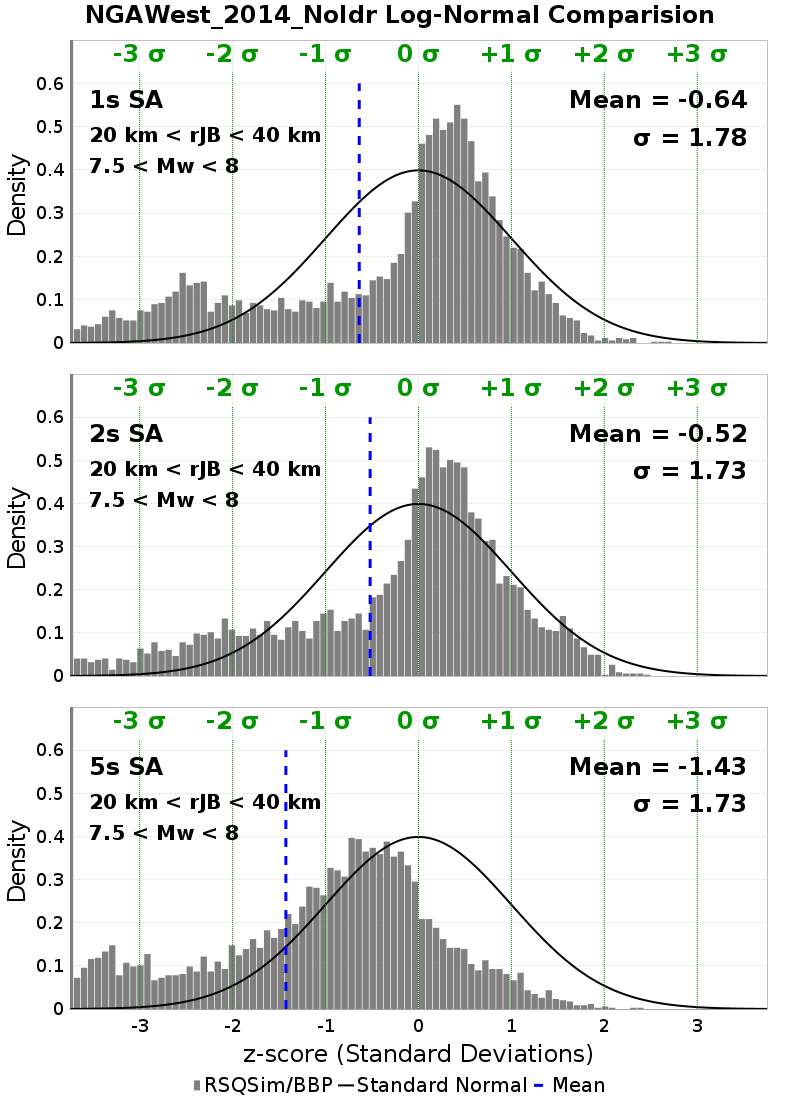 NGAWest_2014_NoIdr Log-Normal Comparision
-3 σ -2 σ -1 σ 0 σ +1 σ +2 σ +3 σ
1s SA
20 km < rJB < 40 km
7.5 < Mw < 8
Mean = -0.64
σ = 1.78
0.6
0.5
0.4
0.3
0.2
0.1
0
Density
-3 σ -2 σ -1 σ 0 σ +1 σ +2 σ +3 σ
2s SA
20 km < rJB < 40 km
7.5 < Mw < 8
Mean = -0.52
σ = 1.73
0.6
0.5
0.4
0.3
0.2
0.1
0
Density
-3 σ -2 σ -1 σ 0 σ +1 σ +2 σ +3 σ
5s SA
20 km < rJB < 40 km
7.5 < Mw < 8
Mean = -1.43
σ = 1.73
0.6
0.5
0.4
0.3
0.2
0.1
0
Density
-3 -2 -1 0 1 2 3
z-score (Standard Deviations)
RSQSim/BBP Standard Normal Mean